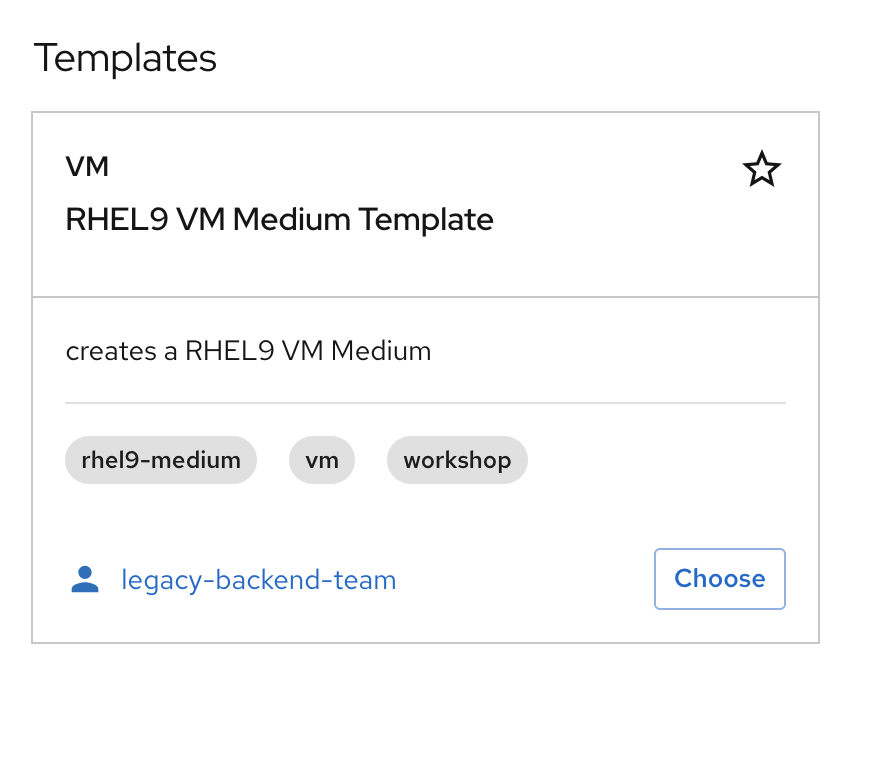 Templates
VM
RHEL9 VM Medium Template
creates a RHEL9 VM Medium
rhel9-medium vm workshop
legacy-backend-team Choose